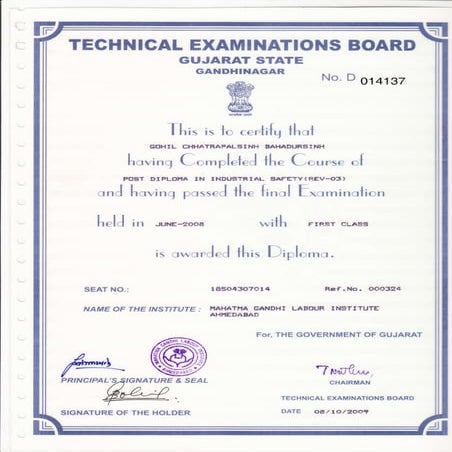 TECHNICAL EXAMINATIONS BOARD
GUJARAT STATE
GANDHINAGAR
No. D 014137
This is to certify that
GOHIL CHHATRAPALSINH BAHADURSINH
having Completed the Course of
POST DIPLOMA IN INDUSTRIAL SAFETY(REV-03)
and having passed the final Examination
held in JUNE-2008 with FIRST CLASS
is awarded this Diploma.
SEAT NO.: 18504307014 Ref.No. 000324
NAME OF THE INSTITUTE : MAHATMA GANDHI LABOUR INSTITUTE
AHMEDABAD
For, THE GOVERNMENT OF GUJARAT
PRINCIPAL'S SIGNATURE & SEAL
CHAIRMAN
TECHNICAL EXAMINATIONS BOARD
SIGNATURE OF THE HOLDER
DATE 08/10/2009